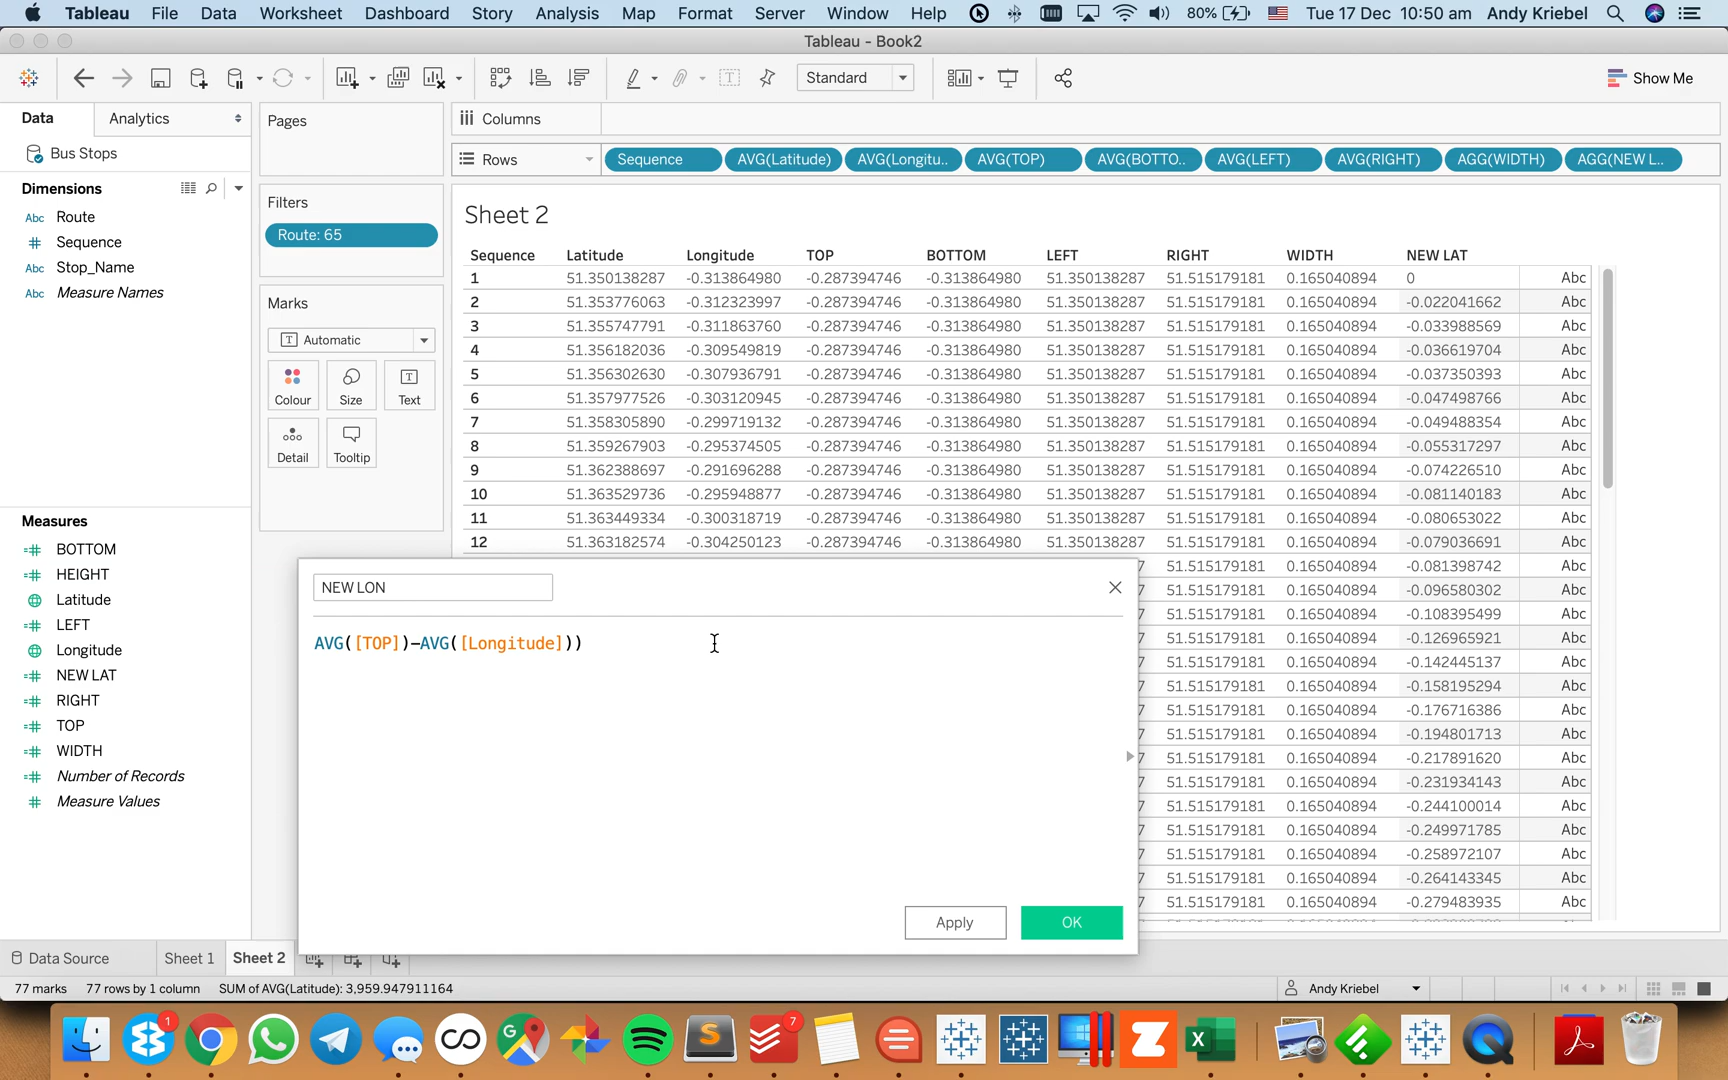 Tableau File Data Worksheet Dashboard Story Analysis Map Format Server Window Help 80% Tue 17 Dec 10:50 am Andy Kriebel
Tableau - Book2
Standard Show Me
Data Analytics Pages Columns
Bus Stops Rows Sequence AVG(Latitude) AVG(Longitu.. AVG(TOP) AVG(BOTTO.. AVG(LEFT) AVG(RIGHT) AGG(WIDTH) AGG(NEW L..
Dimensions
Abc Route
# Sequence
Abc Stop_Name
Abc Measure Names
Filters
Route: 65
Marks
Automatic
Colour Size Text
Detail Tooltip
Sheet 2
Sequence Latitude Longitude TOP BOTTOM LEFT RIGHT WIDTH NEW LAT
1 51.350138287 -0.313864980 -0.287394746 -0.313864980 51.350138287 51.515179181 0.165040894 0 Abc
2 51.353776063 -0.312323997 -0.287394746 -0.313864980 51.350138287 51.515179181 0.165040894 -0.022041662 Abc
3 51.355747791 -0.311863760 -0.287394746 -0.313864980 51.350138287 51.515179181 0.165040894 -0.033988569 Abc
4 51.356182036 -0.309549819 -0.287394746 -0.313864980 51.350138287 51.515179181 0.165040894 -0.036619704 Abc
5 51.356302630 -0.307936791 -0.287394746 -0.313864980 51.350138287 51.515179181 0.165040894 -0.037350393 Abc
6 51.357977526 -0.303120945 -0.287394746 -0.313864980 51.350138287 51.515179181 0.165040894 -0.047498766 Abc
7 51.358305890 -0.299719132 -0.287394746 -0.313864980 51.350138287 51.515179181 0.165040894 -0.049488354 Abc
8 51.359267903 -0.295374505 -0.287394746 -0.313864980 51.350138287 51.515179181 0.165040894 -0.055317297 Abc
9 51.362388697 -0.291696288 -0.287394746 -0.313864980 51.350138287 51.515179181 0.165040894 -0.074226510 Abc
10 51.363529736 -0.295948877 -0.287394746 -0.313864980 51.350138287 51.515179181 0.165040894 -0.081140183 Abc
11 51.363449334 -0.300318719 -0.287394746 -0.313864980 51.350138287 51.515179181 0.165040894 -0.080653022 Abc
12 51.363182574 -0.304250123 -0.287394746 -0.313864980 51.350138287 51.515179181 0.165040894 -0.079036691 Abc
7 51.515179181 0.165040894 -0.081398742 Abc
7 51.515179181 0.165040894 -0.096580302 Abc
7 51.515179181 0.165040894 -0.108395499 Abc
7 51.515179181 0.165040894 -0.126965921 Abc
7 51.515179181 0.165040894 -0.142445137 Abc
7 51.515179181 0.165040894 -0.158195294 Abc
7 51.515179181 0.165040894 -0.176716386 Abc
7 51.515179181 0.165040894 -0.194801713 Abc
7 51.515179181 0.165040894 -0.217891620 Abc
7 51.515179181 0.165040894 -0.231934143 Abc
7 51.515179181 0.165040894 -0.244100014 Abc
7 51.515179181 0.165040894 -0.249971785 Abc
7 51.515179181 0.165040894 -0.258972107 Abc
7 51.515179181 0.165040894 -0.264143345 Abc
7 51.515179181 0.165040894 -0.279483935 Abc
Measures
BOTTOM
HEIGHT
Latitude
LEFT
Longitude
NEW LAT
RIGHT
TOP
WIDTH
Number of Records
Measure Values
NEW LON
AVG([TOP])-AVG([Longitude]))
Apply OK
Data Source Sheet 1 Sheet 2
77 marks 77 rows by 1 column SUM of AVG(Latitude): 3,959.947911164 Andy Kriebel
1 7